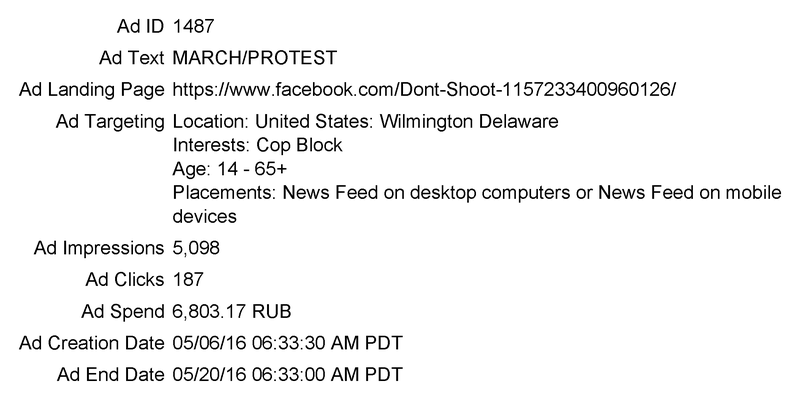 Ad ID 1487
Ad Text MARCH/PROTEST
Ad Landing Page https://www.facebook.com/Dont-Shoot-1157233400960126/
Ad Targeting Location: United States: Wilmington Delaware
Interests: Cop Block
Age: 14 - 65+
Placements: News Feed on desktop computers or News Feed on mobile
devices
Ad Impressions 5,098
Ad Clicks 187
Ad Spend 6,803.17 RUB
Ad Creation Date 05/06/16 06:33:30 AM PDT
Ad End Date 05/20/16 06:33:00 AM PDT